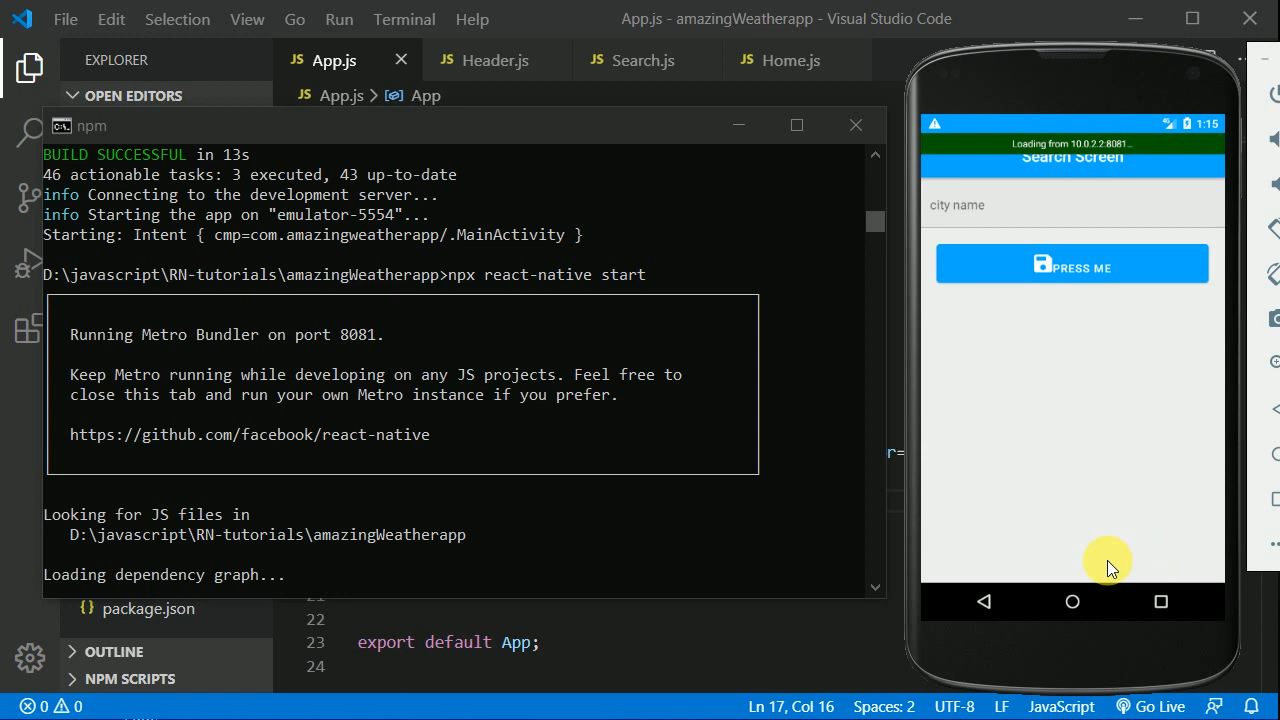 File Edit Selection View Go Run Terminal Help
App.js - amazingWeatherapp - Visual Studio Code
EXPLORER
JS App.js
JS Header.js
JS Search.js
JS Home.js
OPEN EDITORS
JS App.js > App
npm
BUILD SUCCESSFUL in 13s
46 actionable tasks: 3 executed, 43 up-to-date
info Connecting to the development server...
info Starting the app on "emulator-5554"...
Starting: Intent { cmp=com.amazingweatherapp/.MainActivity }
D:\javascript\RN-tutorials\amazingWeatherapp>npx react-native start
Running Metro Bundler on port 8081.
Keep Metro running while developing on any JS projects. Feel free to
close this tab and run your own Metro instance if you prefer.
https://github.com/facebook/react-native
Looking for JS files in
D:\javascript\RN-tutorials\amazingWeatherapp
Loading dependency graph...
r=
1:15
Loading from 10.0.2.2:8081...
Search Screen
city name
PRESS ME
{} package.json
OUTLINE
NPM SCRIPTS
21
22
23 export default App;
24
0 0
Ln 17, Col 16 Spaces: 2 UTF-8 LF JavaScript Go Live